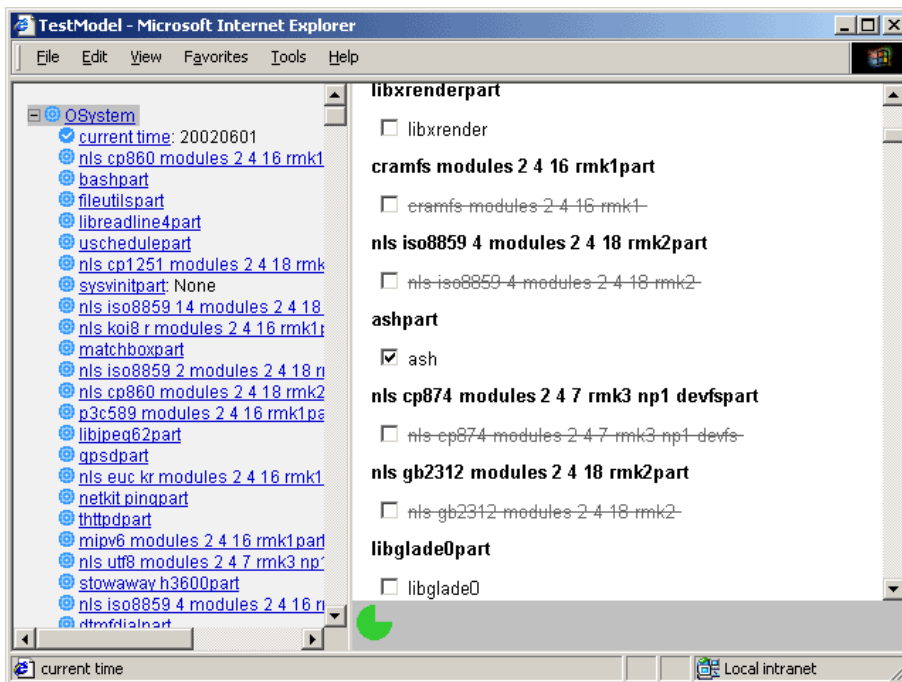 TestModel - Microsoft Internet Explorer
File Edit View Favorites Tools Help
OSystem
current time: 20020601
nls cp860 modules 2 4 16 rmk1
bashpart
fileutilspart
libreadline4part
uschedulepart
nls cp1251 modules 2 4 18 rmk
sysvinitpart: None
nls iso8859 14 modules 2 4 18
nls koi8 r modules 2 4 16 rmk1p
matchboxpart
nls iso8859 2 modules 2 4 18 r
nls cp860 modules 2 4 18 rmk2
p3c589 modules 2 4 16 rmk1pa
libjpeg62part
gpsdpart
nls euc kr modules 2 4 16 rmk1
netkit pingpart
thttpdpart
mipv6 modules 2 4 16 rmk1part
nls utf8 modules 2 4 7 rmk3 np1
stowaway h3600part
nls iso8859 4 modules 2 4 16 r
dtmfdialpart
libxrenderpart
libxrender
cramfs modules 2 4 16 rmk1part
cramfs modules 2 4 16 rmk1
nls iso8859 4 modules 2 4 18 rmk2part
nls iso8859 4 modules 2 4 18 rmk2
ashpart
ash
nls cp874 modules 2 4 7 rmk3 np1 devfspart
nls cp874 modules 2 4 7 rmk3 np1 devfs
nls gb2312 modules 2 4 18 rmk2part
nls gb2312 modules 2 4 18 rmk2
libglade0part
libglade0
current time
Local intranet